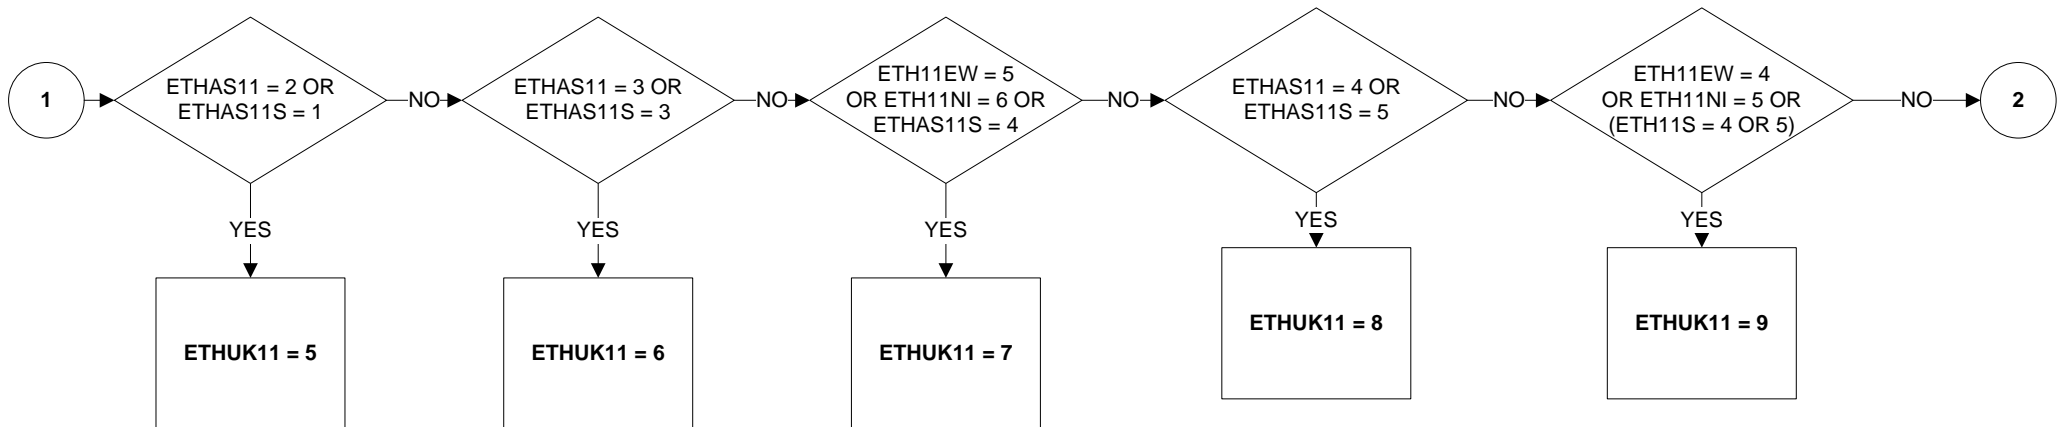 1
ETHAS11 = 2 OR
ETHAS11S = 1
NO
ETHAS11 = 3 OR
ETHAS11S = 3
NO
ETH11EW = 5
OR ETH11NI = 6 OR
ETHAS11S = 4
NO
ETHAS11 = 4 OR
ETHAS11S = 5
NO
ETH11EW = 4
OR ETH11NI = 5 OR
(ETH11S = 4 OR 5)
NO
2
YES
YES
YES
YES
YES
ETHUK11 = 5
ETHUK11 = 6
ETHUK11 = 7
ETHUK11 = 8
ETHUK11 = 9